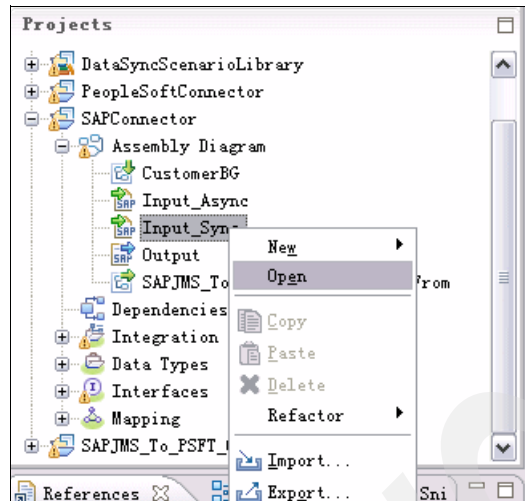 Projects
DataSyncScenarioLibrary
PeopleSoftConnector
SAPConnector
Assembly Diagram
CustomerBG
Input_Async
Input_Sync
Output
SAPJMS_To
From
Dependencies
Integration
Data Types
Interfaces
Mapping
SAPJMS_To_PSFT_
New
Open
Copy
Paste
Delete
Refactor
Import...
Export...
References
Sni